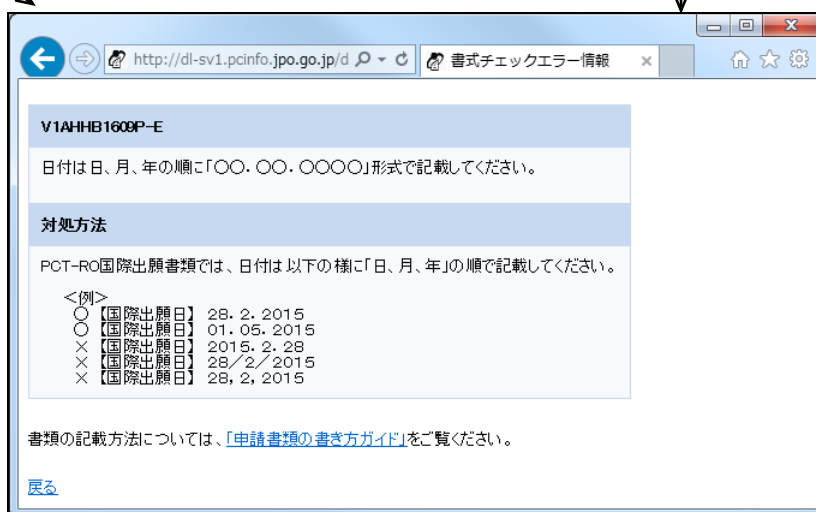 http://dl-sv1.pcinfo.jpo.go.jp/d
書式チェックエラー情報
V1AHHB1609P-E
日付は日、月、年の順に「〇〇．〇〇．〇〇〇〇」形式で記載してください。
対処方法
PCT-RO国際出願書類では、日付は以下の様に「日、月、年」の順で記載してください。
＜例＞
〇【国際出願日】 28．2．2015
〇【国際出願日】 01．05．2015
×【国際出願日】 2015．2．28
×【国際出願日】 28／2／2015
×【国際出願日】 28，2，2015
書類の記載方法については、「申請書類の書き方ガイド」をご覧ください。
戻る